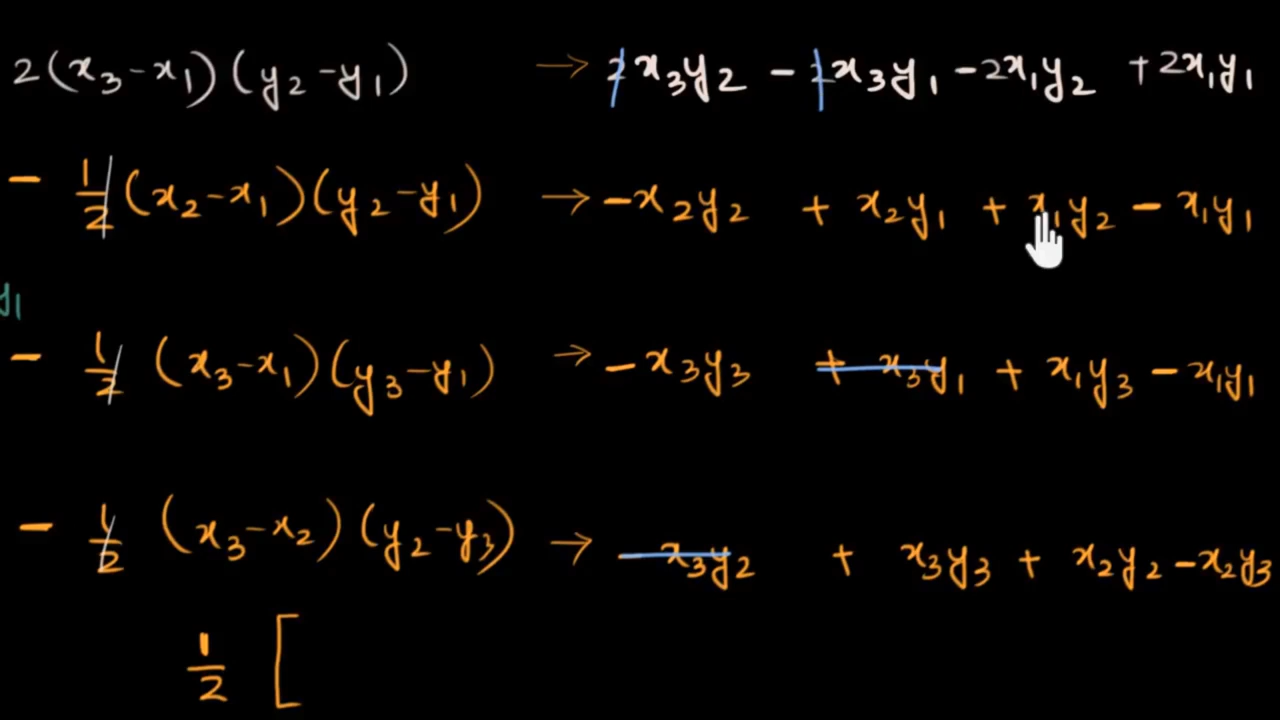 2(x₃-x₁)(y₂-y₁) → 2x₃y₂ - 2x₃y₁ - 2x₁y₂ + 2x₁y₁
- 1/2 (x₂-x₁)(y₂-y₁) → -x₂y₂ + x₂y₁ + x₁y₂ - x₁y₁
y₁
- 1/2 (x₃-x₁)(y₃-y₁) → -x₃y₃ + x₃y₁ + x₁y₃ - x₁y₁
- 1/2 (x₃-x₂)(y₂-y₃) → -x₃y₂ + x₃y₃ + x₂y₂ - x₂y₃
1/2 [